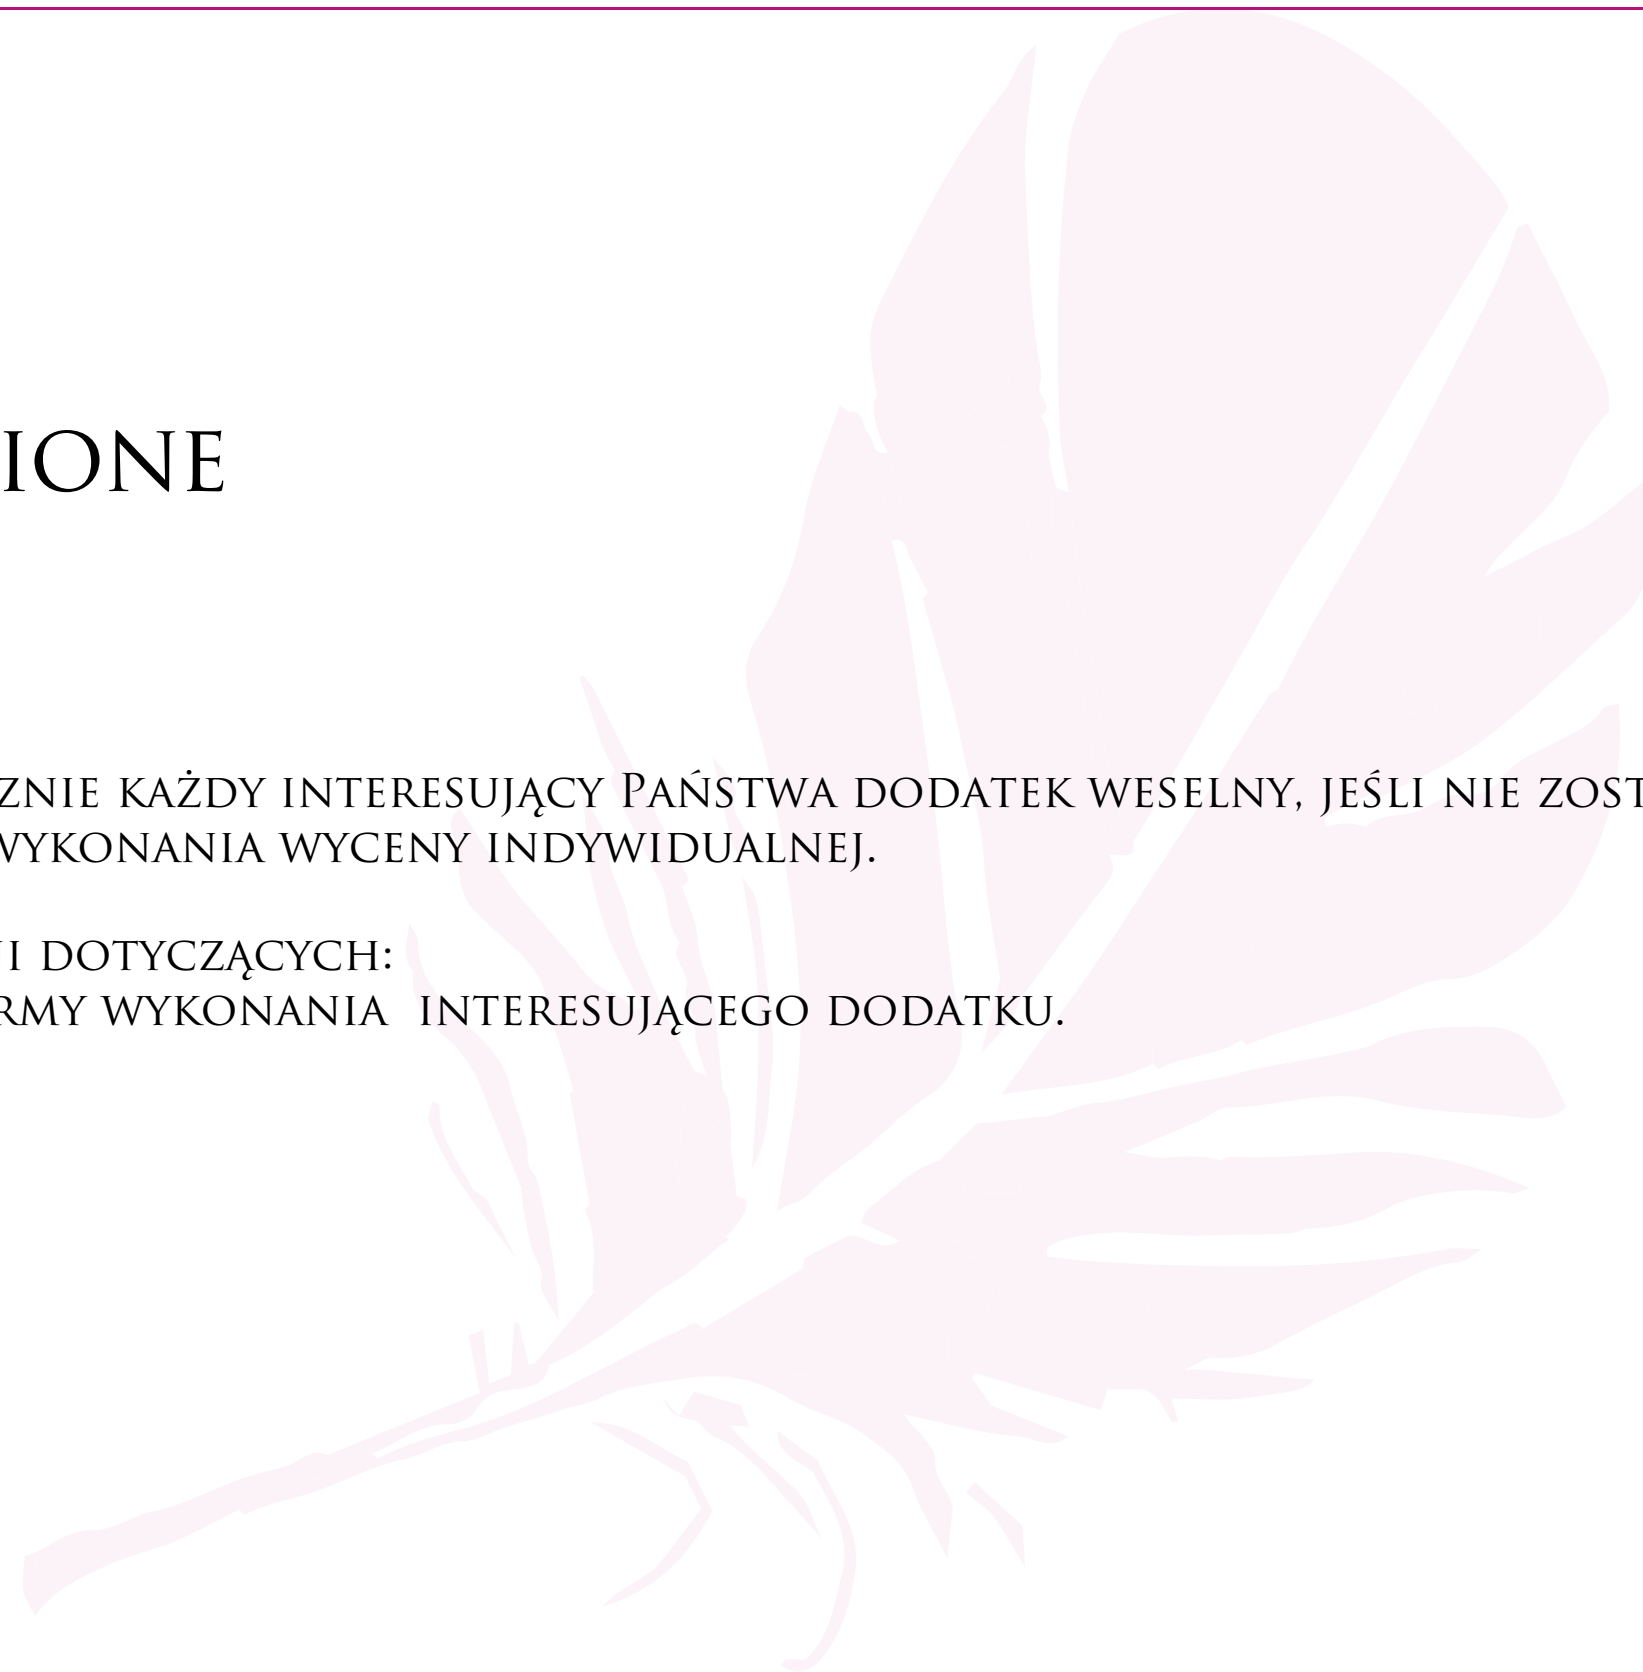 IONE
ZNIE KAŻDY INTERESUJĄCY PAŃSTWA DODATEK WESELNY, JEŚLI NIE ZOST
WYKONANIA WYCENY INDYWIDUALNEJ.
I DOTYCZĄCYCH:
RMY WYKONANIA INTERESUJĄCEGO DODATKU.